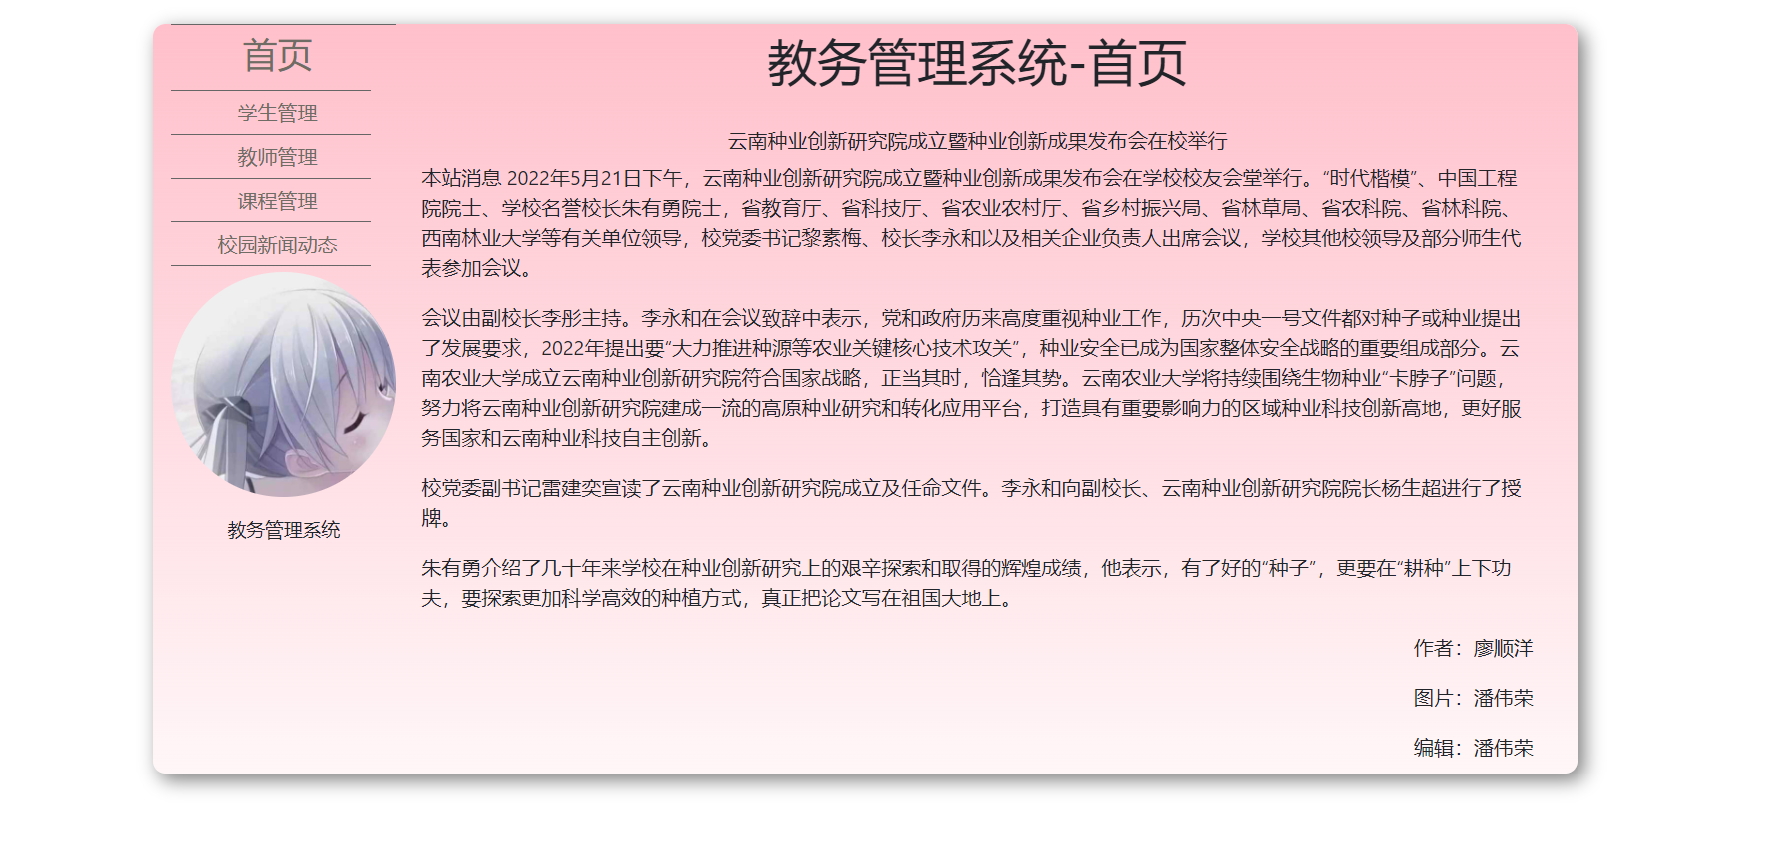 首页
学生管理
教师管理
课程管理
校园新闻动态
教务管理系统
教务管理系统-首页
云南种业创新研究院成立暨种业创新成果发布会在校举行
本站消息 2022年5月21日下午，云南种业创新研究院成立暨种业创新成果发布会在学校校友会堂举行。“时代楷模”、中国工程
院院士、学校名誉校长朱有勇院士，省教育厅、省科技厅、省农业农村厅、省乡村振兴局、省林草局、省农科院、省林科院、
西南林业大学等有关单位领导，校党委书记黎素梅、校长李永和以及相关企业负责人出席会议，学校其他校领导及部分师生代
表参加会议。
会议由副校长李彤主持。李永和在会议致辞中表示，党和政府历来高度重视种业工作，历次中央一号文件都对种子或种业提出
了发展要求，2022年提出要“大力推进种源等农业关键核心技术攻关”，种业安全已成为国家整体安全战略的重要组成部分。云
南农业大学成立云南种业创新研究院符合国家战略，正当其时，恰逢其势。云南农业大学将持续围绕生物种业“卡脖子”问题，
努力将云南种业创新研究院建成一流的高原种业研究和转化应用平台，打造具有重要影响力的区域种业科技创新高地，更好服
务国家和云南种业科技自主创新。
校党委副书记雷建奕宣读了云南种业创新研究院成立及任命文件。李永和向副校长、云南种业创新研究院院长杨生超进行了授
牌。
朱有勇介绍了几十年来学校在种业创新研究上的艰辛探索和取得的辉煌成绩，他表示，有了好的“种子”，更要在“耕种”上下功
夫，要探索更加科学高效的种植方式，真正把论文写在祖国大地上。
作者：廖顺洋
图片：潘伟荣
编辑：潘伟荣